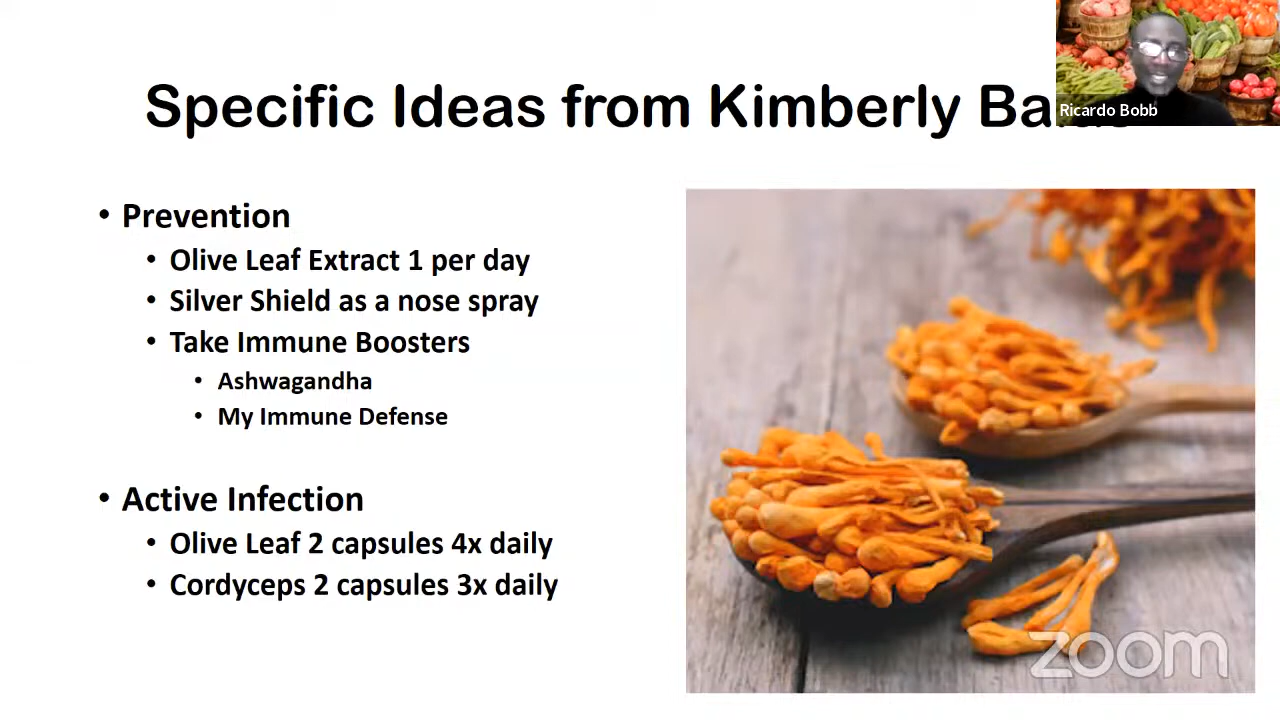 Specific Ideas from Kimberly
Ricardo Bobb
• Prevention
• Olive Leaf Extract 1 per day
• Silver Shield as a nose spray
• Take Immune Boosters
• Ashwagandha
• My Immune Defense
• Active Infection
• Olive Leaf 2 capsules 4x daily
• Cordyceps 2 capsules 3x daily
zoom